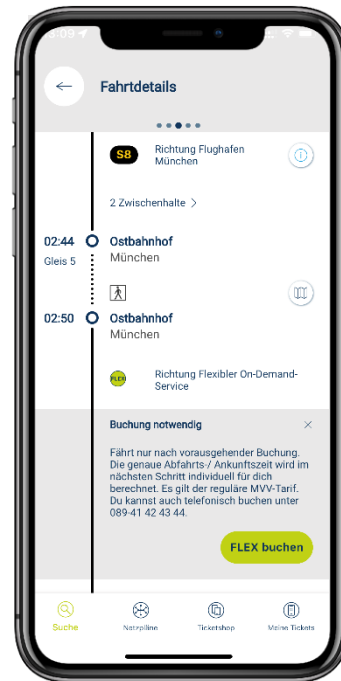 13:09
Fahrtdetails
S8
Richtung Flughafen
München
2 Zwischenhalte >
02:44
Ostbahnhof
Gleis 5
München
02:50
Ostbahnhof
München
FLEX
Richtung Flexibler On-Demand-
Service
Buchung notwendig
Fährt nur nach vorausgehender Buchung.
Die genaue Abfahrts-/ Ankunftszeit wird im
nächsten Schritt individuell für dich
berechnet. Es gilt der reguläre MVV-Tarif.
Du kannst auch telefonisch buchen unter
089-41 42 43 44.
FLEX buchen
Suche
Netzpläne
Ticketshop
Meine Tickets